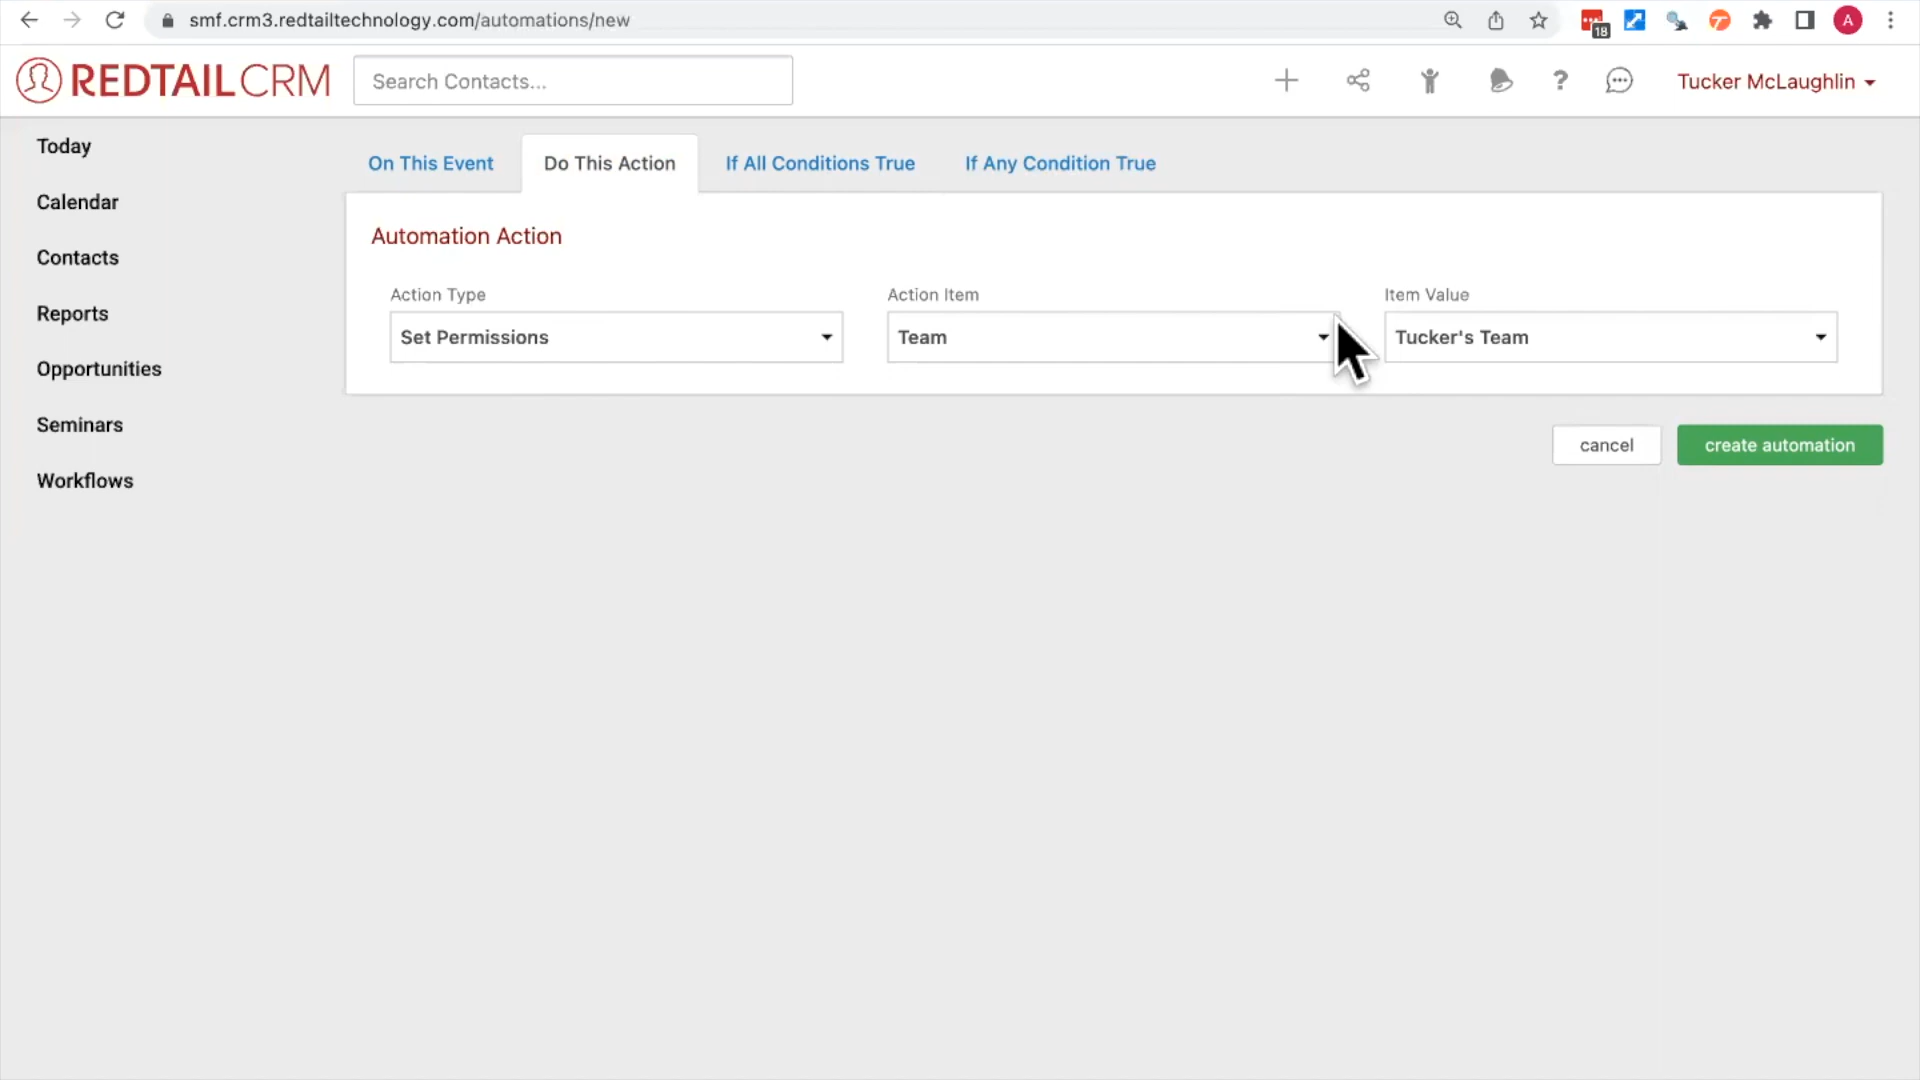 smf.crm3.redtailtechnology.com/automations/new
18
A
REDTAILCRM
Search Contacts...
?
Tucker McLaughlin
Today
Calendar
Contacts
Reports
Opportunities
Seminars
Workflows
On This Event
Do This Action
If All Conditions True
If Any Condition True
Automation Action
Action Type
Action Item
Item Value
Set Permissions
Team
Tucker's Team
cancel
create automation